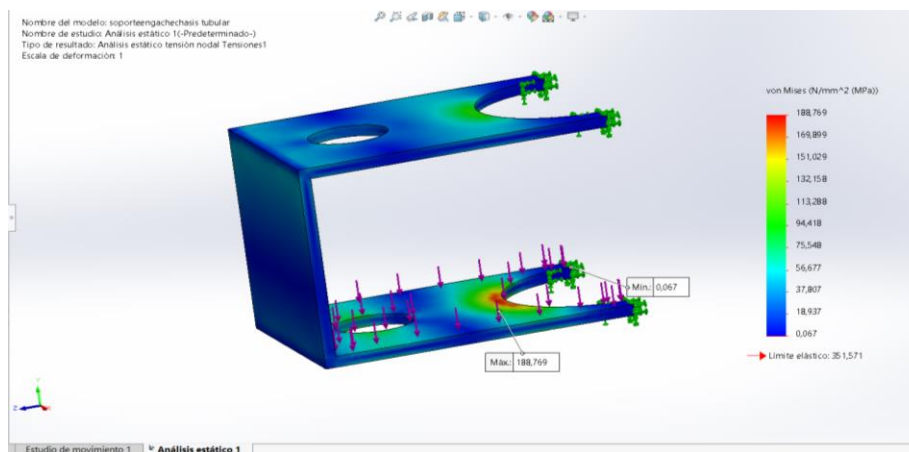 Nombre del modelo: soporteengachechasis tubular
Nombre de estudio: Análisis estático 1(-Predeterminado-)
Tipo de resultado: Análisis estático tensión nodal Tensiones1
Escala de deformación: 1
von Mises (N/mm^2 (MPa))
188,769
169,899
151,029
132,158
113,288
94,418
75,548
56,677
37,807
18,937
0,067
Límite elástico: 351,571
Mín.: 0,067
Máx.: 188,769
Y
Z
Estudio de movimiento 1
Análisis estático 1